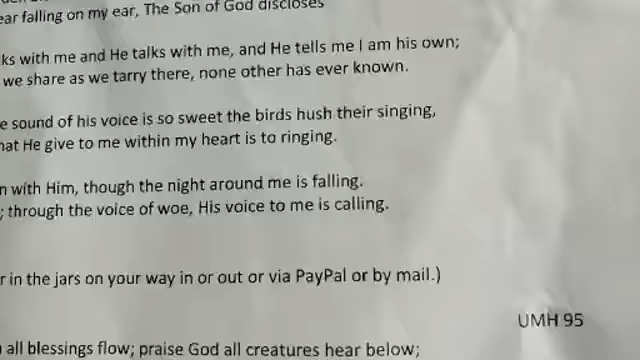 ear falling on my ear, The Son of God discloses
ks with me and He talks with me, and He tells me I am his own;
we share as we tarry there, none other has ever known.
e sound of his voice is so sweet the birds hush their singing,
hat He give to me within my heart is to ringing.
n with Him, though the night around me is falling.
; through the voice of woe, His voice to me is calling.
r in the jars on your way in or out or via PayPal or by mail.)
UMH 95
all blessings flow; praise God all creatures hear below;